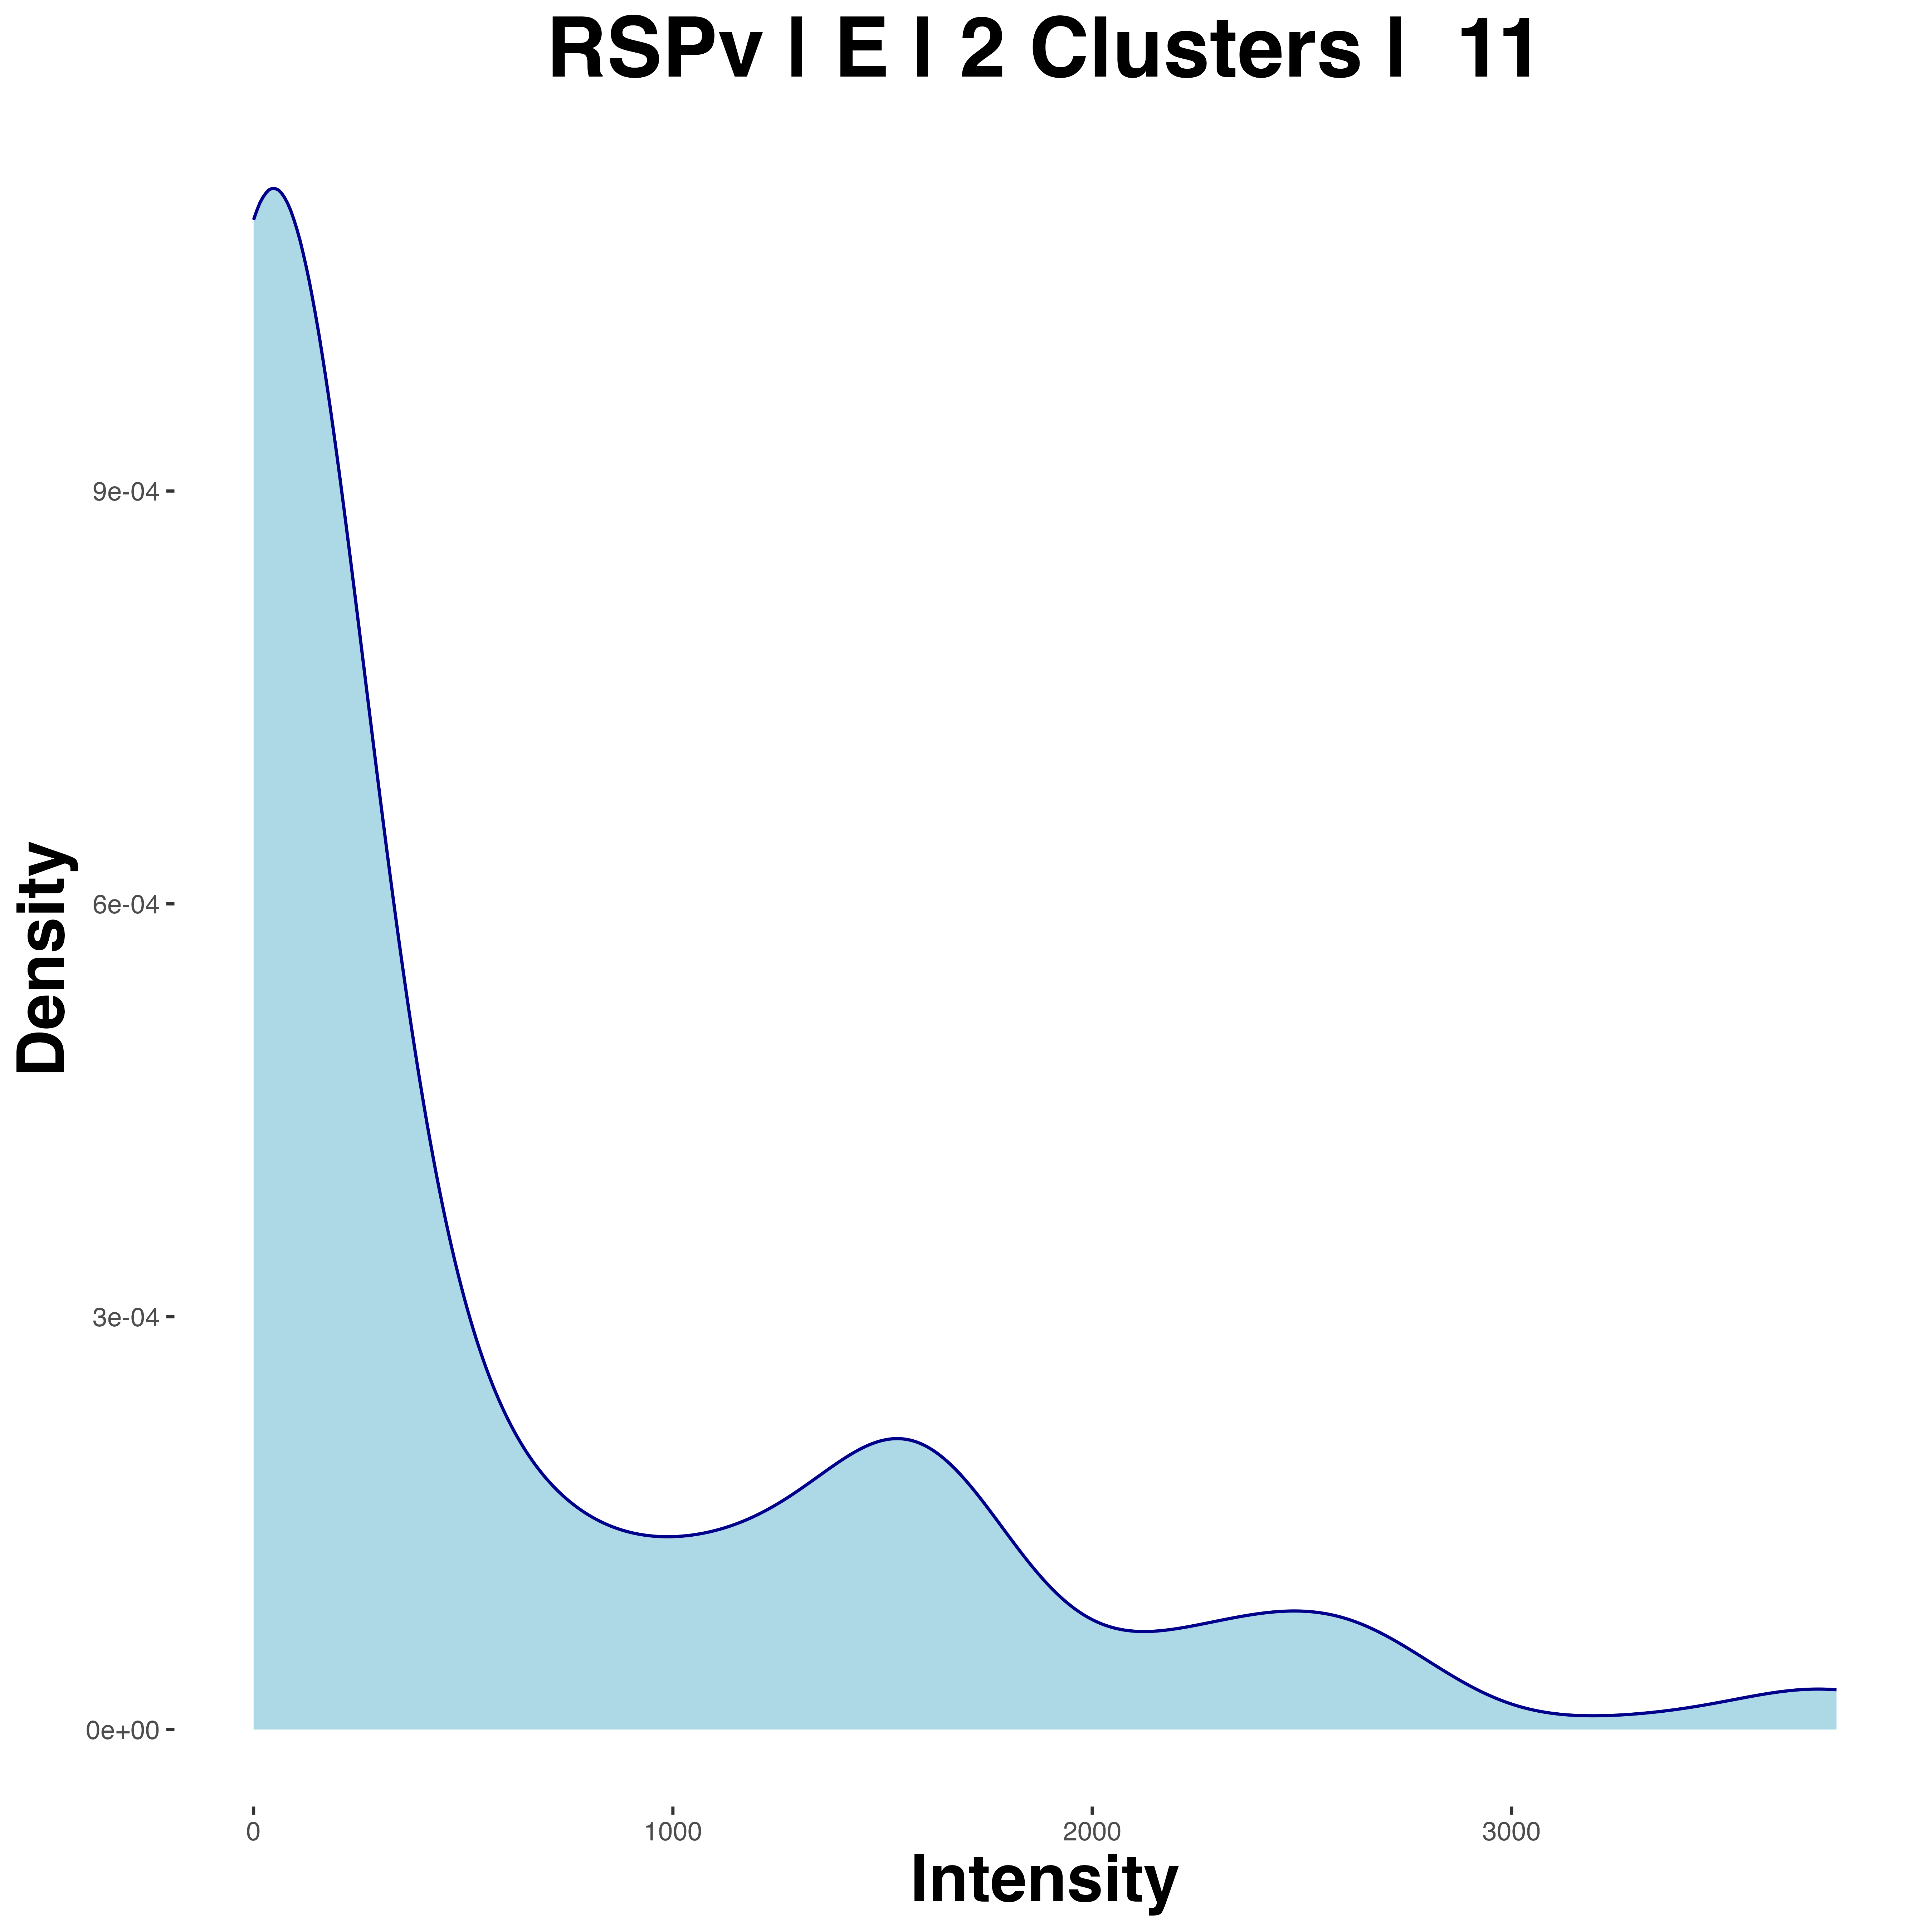 RSPv | E | 2 Clusters |  11
Density
9e-04
6e-04
3e-04
0e+00
0
1000
2000
3000
Intensity